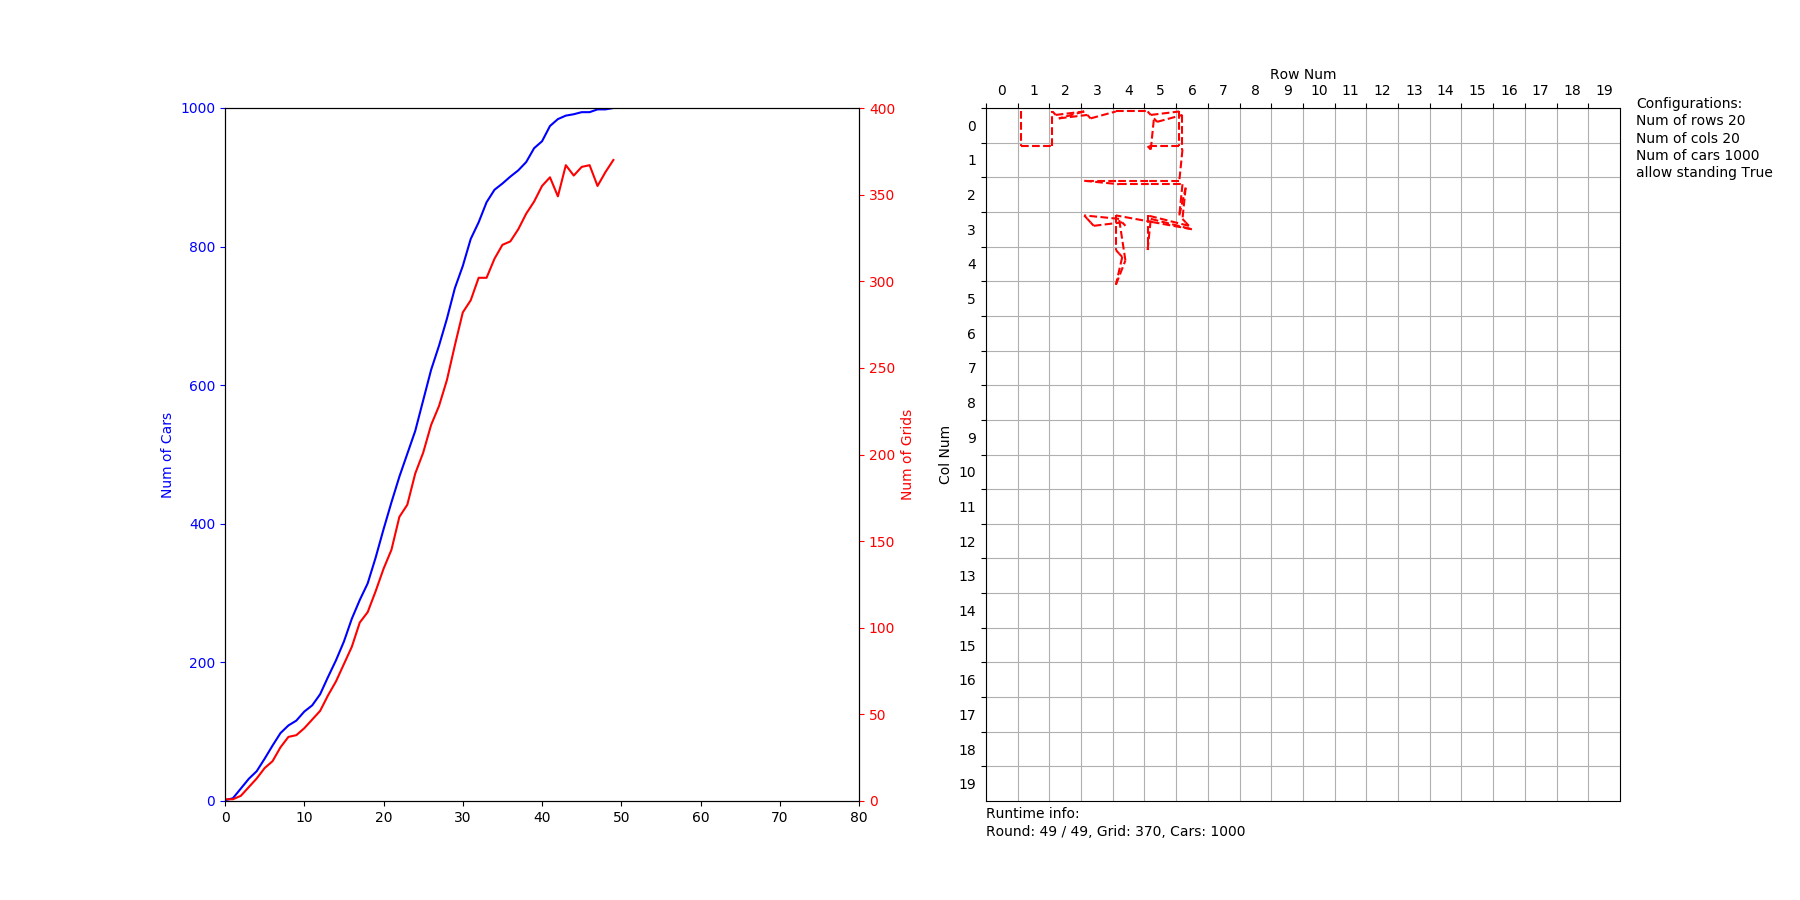 Num of Cars
1000
800
600
400
200
0
0 10 20 30 40 50 60 70 80
400
350
300
250
200
150
100
50
0
Num of Grids
Row Num
0 1 2 3 4 5 6 7 8 9 10 11 12 13 14 15 16 17 18 19
Col Num
0
1
2
3
4
5
6
7
8
9
10
11
12
13
14
15
16
17
18
19
Configurations:
Num of rows 20
Num of cols 20
Num of cars 1000
allow standing True
Runtime info:
Round: 49 / 49, Grid: 370, Cars: 1000